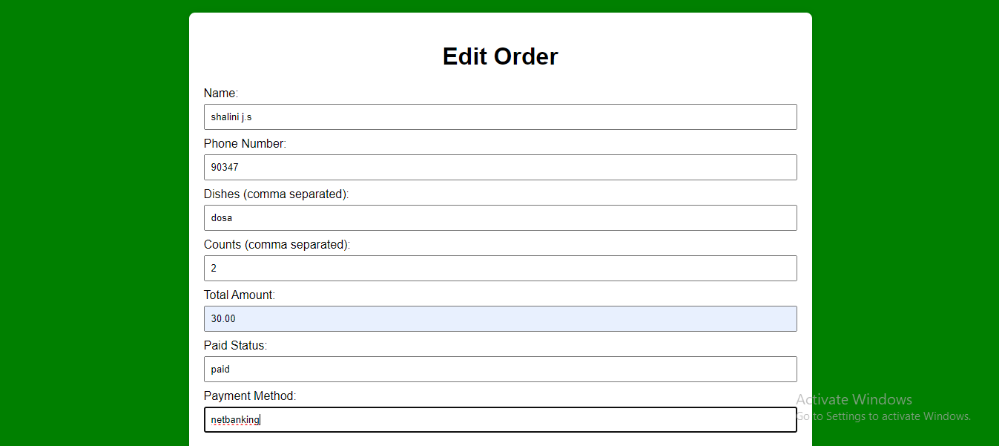 Edit Order
Name:
shalini j.s
Phone Number:
90347
Dishes (comma separated):
dosa
Counts (comma separated):
2
Total Amount:
30.00
Paid Status:
paid
Payment Method:
netbanking
Activate Windows
Go to Settings to activate Windows.